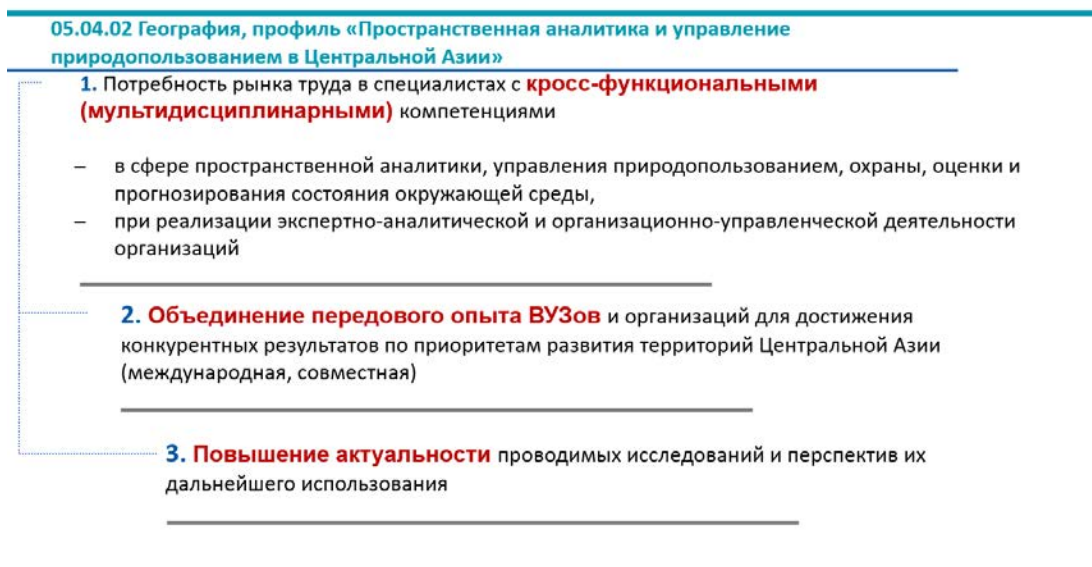 05.04.02 География, профиль «Пространственная аналитика и управление
природопользованием в Центральной Азии»
1. Потребность рынка труда в специалистах с кросс-функциональными
(мультидисциплинарными) компетенциями
– в сфере пространственной аналитики, управления природопользованием, охраны, оценки и
прогнозирования состояния окружающей среды,
– при реализации экспертно-аналитической и организационно-управленческой деятельности
организаций
2. Объединение передового опыта ВУЗов и организаций для достижения
конкурентных результатов по приоритетам развития территорий Центральной Азии
(международная, совместная)
3. Повышение актуальности проводимых исследований и перспектив их
дальнейшего использования